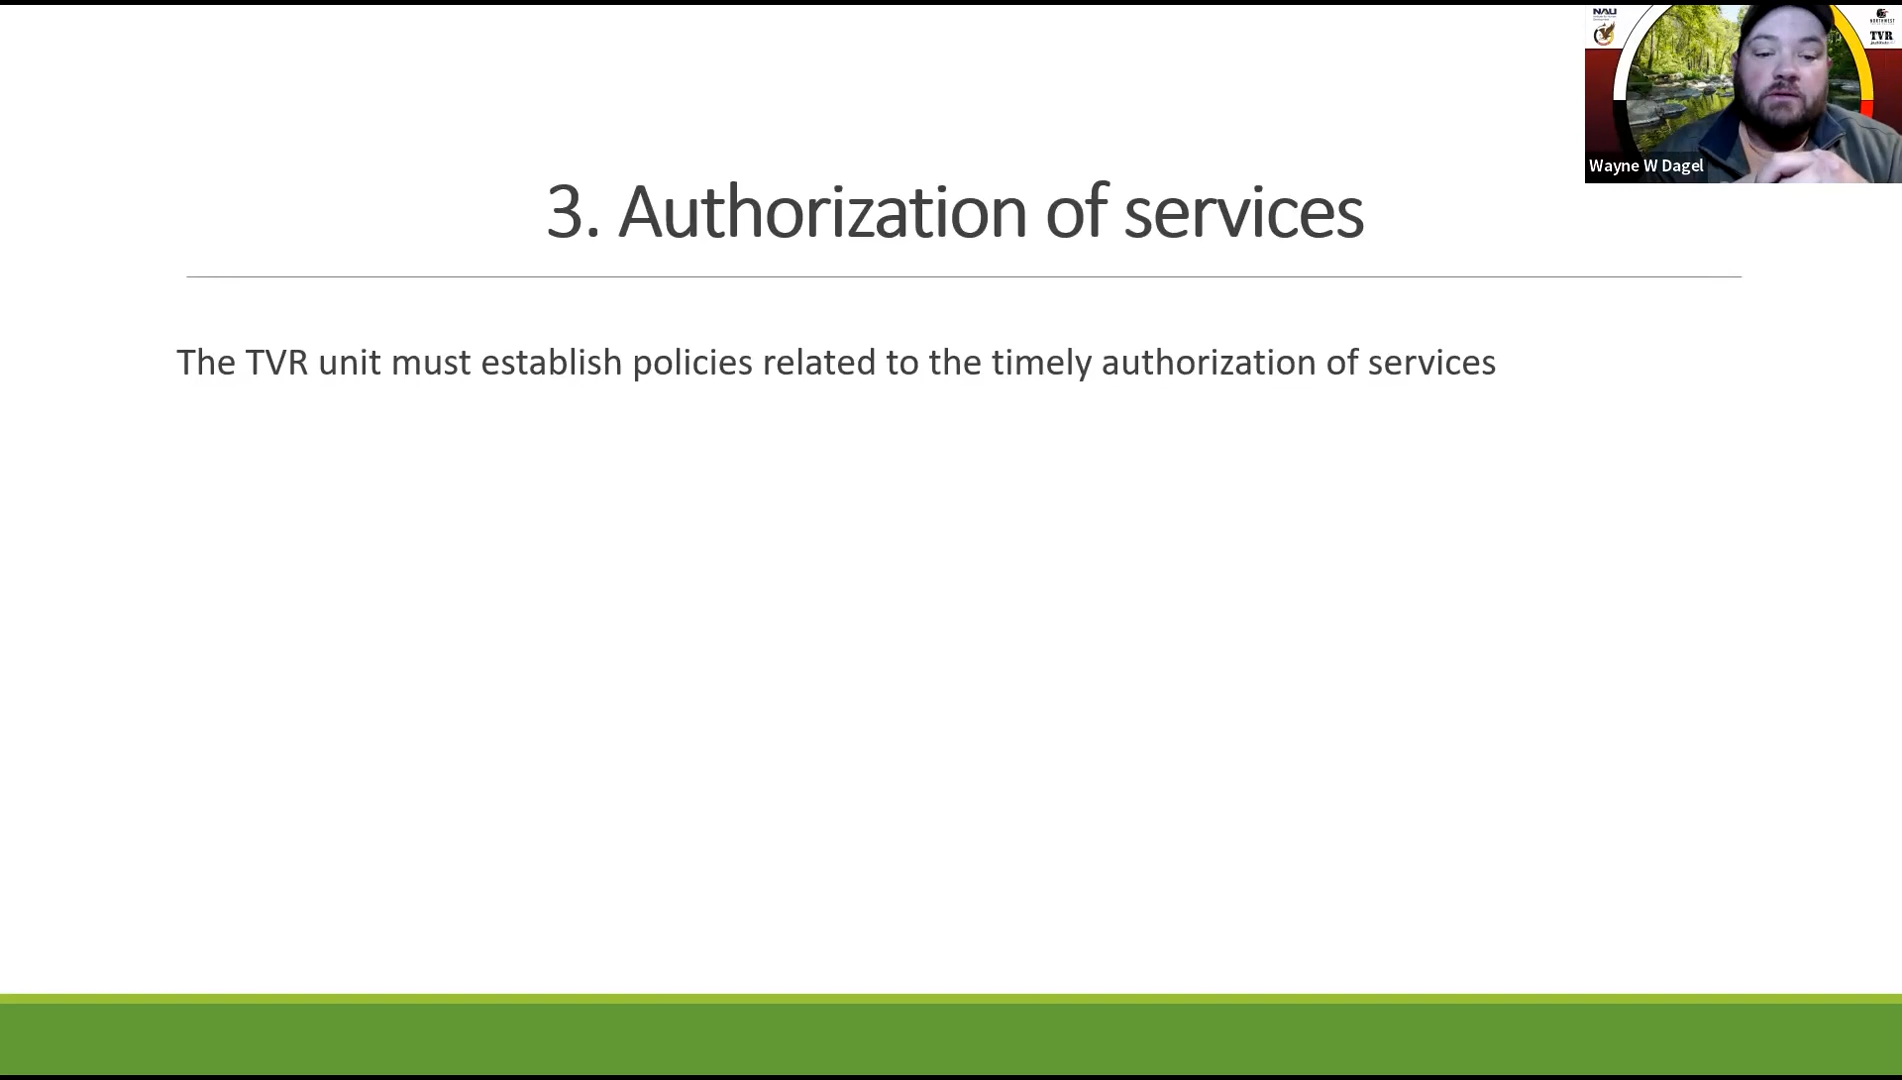 NAU
NORTHWEST
TVR
Wayne W Dagel
3. Authorization of services
The TVR unit must establish policies related to the timely authorization of services